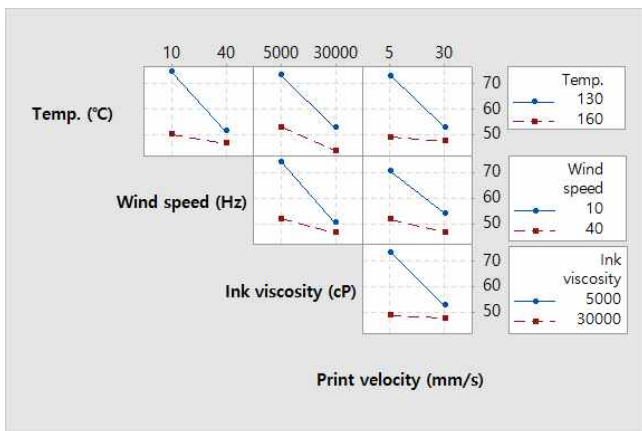 10 40 5000 30000 5 30
Temp. (℃)
70
60
50
Temp.
130
160
Wind speed (Hz)
70
60
50
Wind
speed
10
40
Ink viscosity (cP)
70
60
50
Ink
viscosity
5000
30000
Print velocity (mm/s)